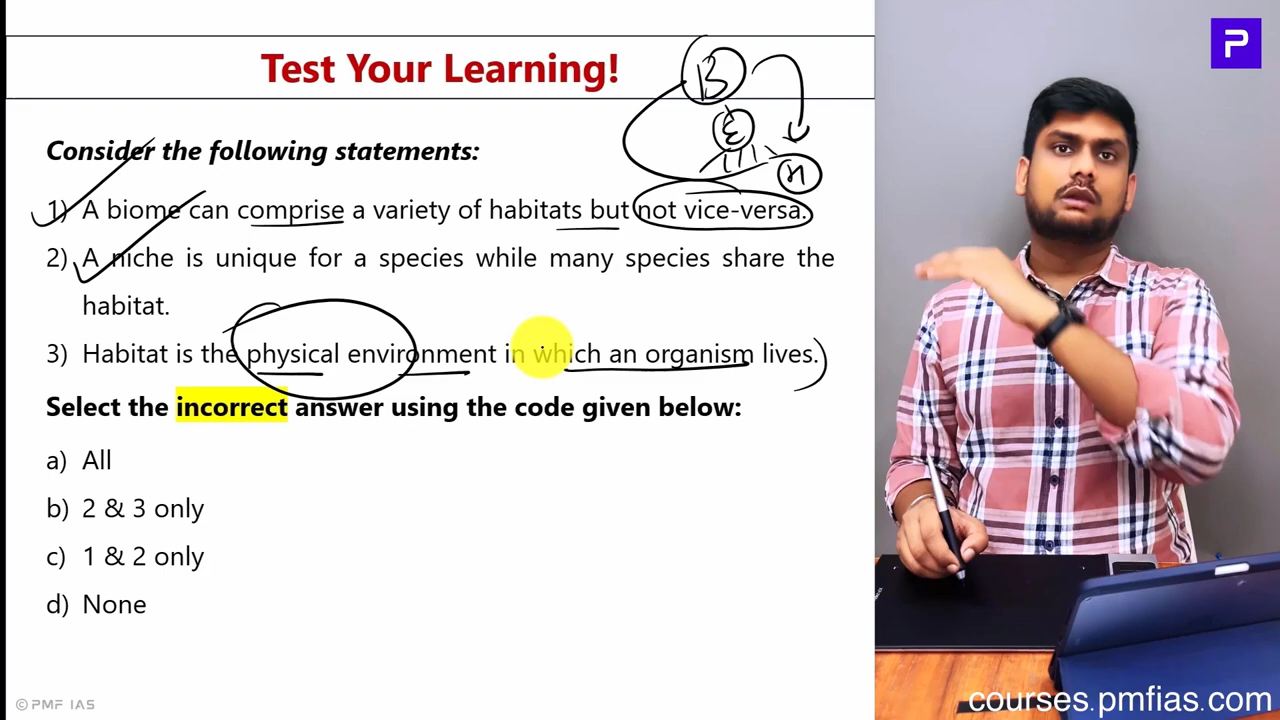 P
Test Your Learning!
B
E
H
Consider the following statements:
1) A biome can comprise a variety of habitats but not vice-versa.
2) A niche is unique for a species while many species share the
habitat.
3) Habitat is the physical environment in which an organism lives.
Select the incorrect answer using the code given below:
a) All
b) 2 & 3 only
c) 1 & 2 only
d) None
© PMF IAS
courses.pmfias.com